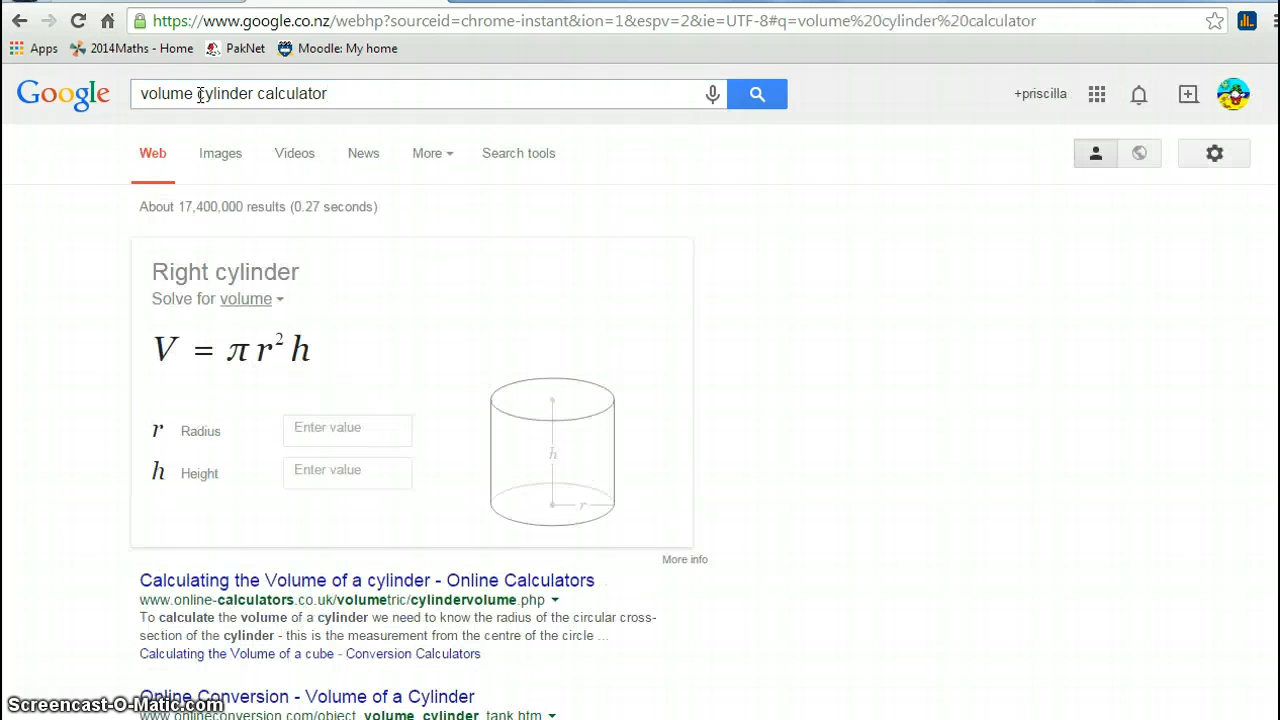 https://www.google.co.nz/webhp?sourceid=chrome-instant&ion=1&espv=2&ie=UTF-8#q=volume%20cylinder%20calculator
Apps 2014Maths - Home PakNet Moodle: My home
Google volume cylinder calculator +priscilla
Web Images Videos News More Search tools
About 17,400,000 results (0.27 seconds)
Right cylinder
Solve for volume
V = π r² h
r Radius Enter value
h Height Enter value
h
r
More info
Calculating the Volume of a cylinder - Online Calculators
www.online-calculators.co.uk/volumetric/cylindervolume.php
To calculate the volume of a cylinder we need to know the radius of the circular cross-
section of the cylinder - this is the measurement from the centre of the circle ...
Calculating the Volume of a cube - Conversion Calculators
Online Conversion - Volume of a Cylinder
www.onlineconversion.com/object_volume_cylinder_tank.htm
Screencast-O-Matic.com